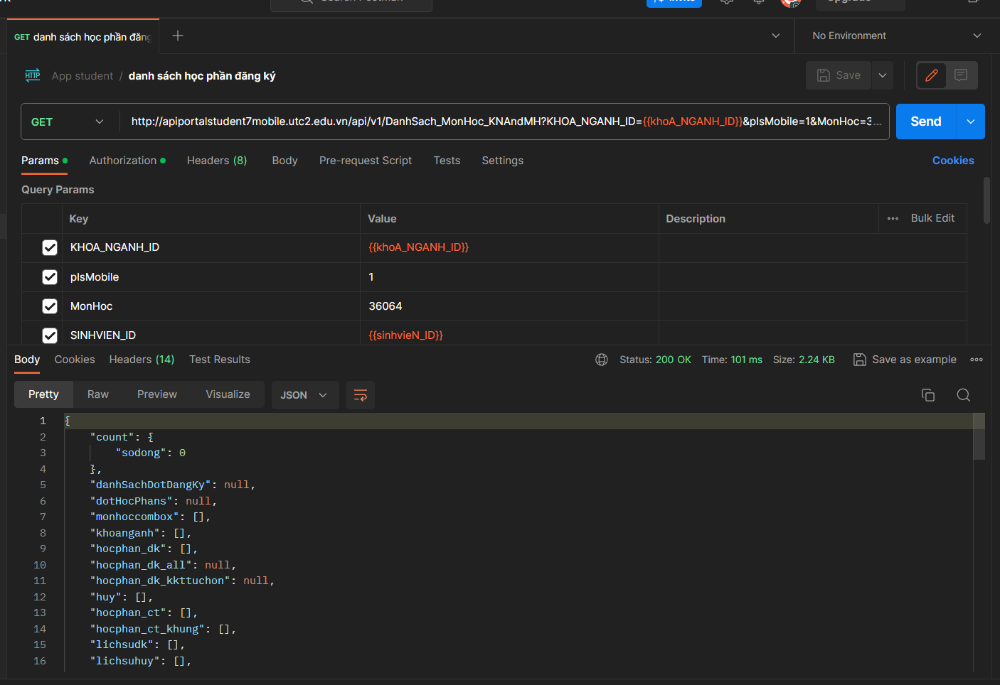 GET danh sách học phần đăng
No Environment
HTTP App student / danh sách học phần đăng ký
Save
GET http://apiportalstudent7mobile.utc2.edu.vn/api/v1/DanhSach_MonHoc_KNAndMH?KHOA_NGANH_ID={{khoA_NGANH_ID}}&pIsMobile=1&MonHoc=3...
Send
Params Authorization Headers (8) Body Pre-request Script Tests Settings Cookies
Query Params
Key Value Description ••• Bulk Edit
KHOA_NGANH_ID {{khoA_NGANH_ID}}
pIsMobile 1
MonHoc 36064
SINHVIEN_ID {{sinhvieN_ID}}
Body Cookies Headers (14) Test Results Status: 200 OK Time: 101 ms Size: 2.24 KB Save as example
Pretty Raw Preview Visualize JSON
1 {
2 "count": {
3 "sodong": 0
4 },
5 "danhSachDotDangKy": null,
6 "dotHocPhans": null,
7 "monhoccombox": [],
8 "khoanganh": [],
9 "hocphan_dk": [],
10 "hocphan_dk_all": null,
11 "hocphan_dk_kkttuchon": null,
12 "huy": [],
13 "hocphan_ct": [],
14 "hocphan_ct_khung": [],
15 "lichsudk": [],
16 "lichsuhuy": [],